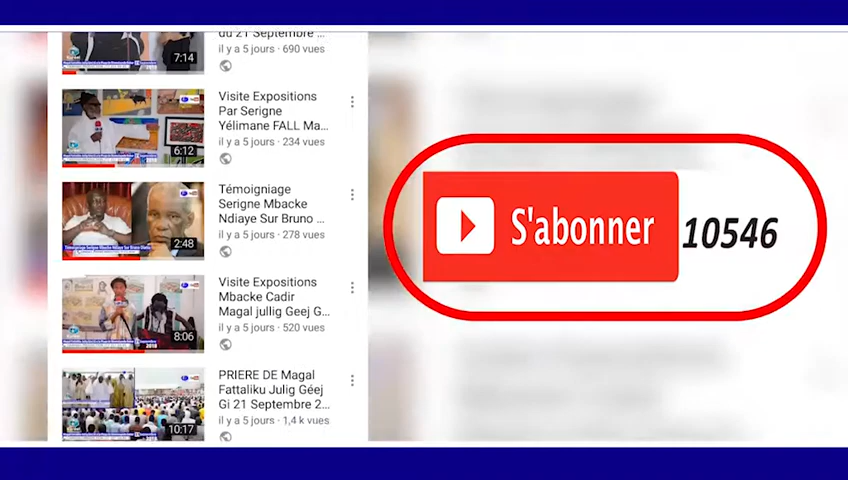 du 21 Septembre ...
il y a 5 jours · 690 vues
7:14
Visite Expositions
Par Serigne
Yélimane FALL Ma...
il y a 5 jours · 234 vues
6:12
Témoignage
Serigne Mbacke
Ndiaye Sur Bruno ...
il y a 5 jours · 278 vues
2:48
Visite Expositions
Mbacke Cadir
Magal jullig Geej G...
il y a 5 jours · 520 vues
8:06
PRIERE DE Magal
Fattaliku Julig Géej
Gi 21 Septembre 2...
il y a 5 jours · 1,4 k vues
10:17
S'abonner
10546